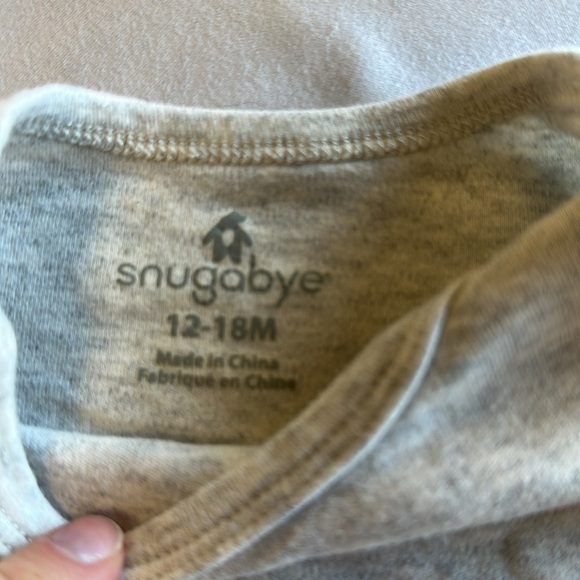 snugabye
12-18M
Made in China
Fabriqué en Chine